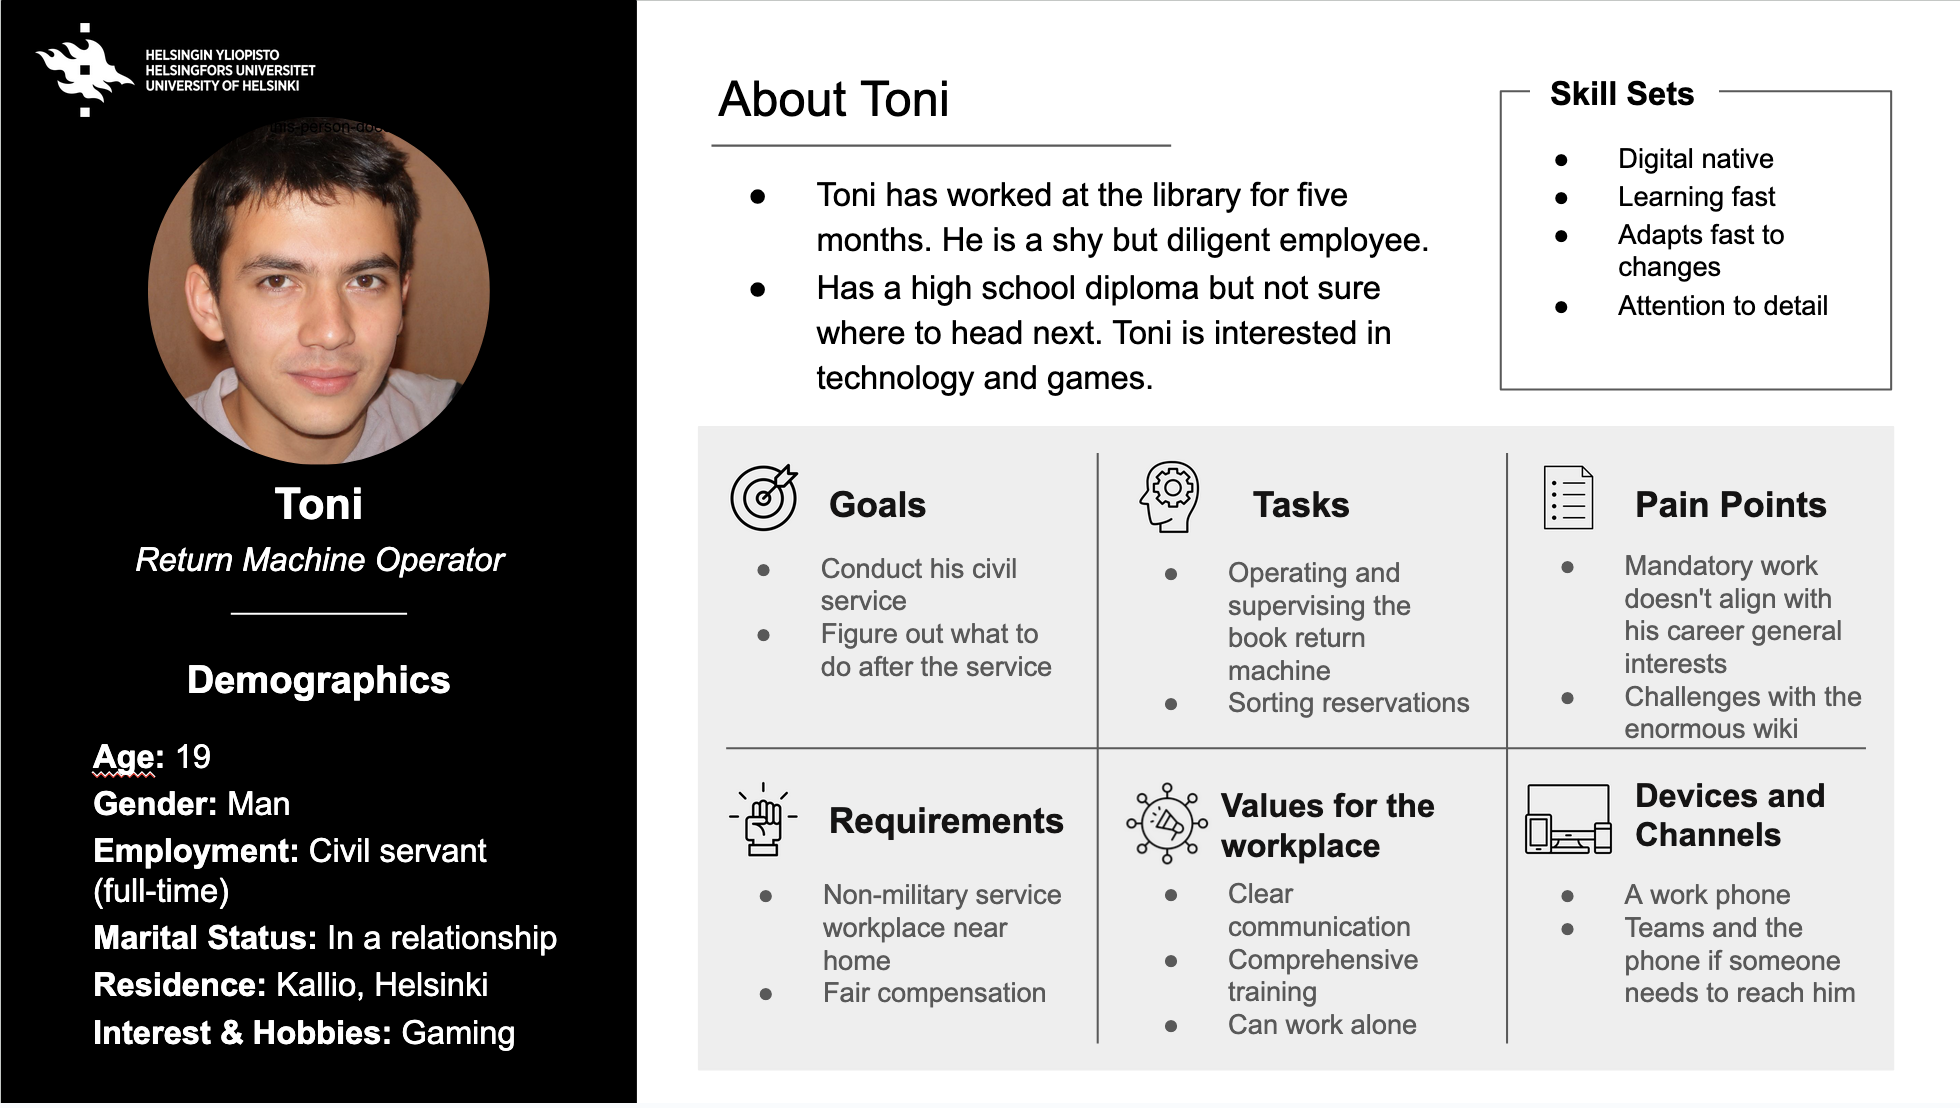 HELSINGIN YLIOPISTO
HELSINGFORS UNIVERSITET
UNIVERSITY OF HELSINKI
this-person-doe
Toni
Return Machine Operator
Demographics
Age: 19
Gender: Man
Employment: Civil servant
(full-time)
Marital Status: In a relationship
Residence: Kallio, Helsinki
Interest & Hobbies: Gaming
About Toni
● Toni has worked at the library for five
months. He is a shy but diligent employee.
● Has a high school diploma but not sure
where to head next. Toni is interested in
technology and games.
Skill Sets
● Digital native
● Learning fast
● Adapts fast to
changes
● Attention to detail
Goals
● Conduct his civil
service
● Figure out what to
do after the service
Tasks
● Operating and
supervising the
book return
machine
● Sorting reservations
Pain Points
● Mandatory work
doesn't align with
his career general
interests
● Challenges with the
enormous wiki
Requirements
● Non-military service
workplace near
home
● Fair compensation
Values for the
workplace
● Clear
communication
● Comprehensive
training
● Can work alone
Devices and
Channels
● A work phone
● Teams and the
phone if someone
needs to reach him